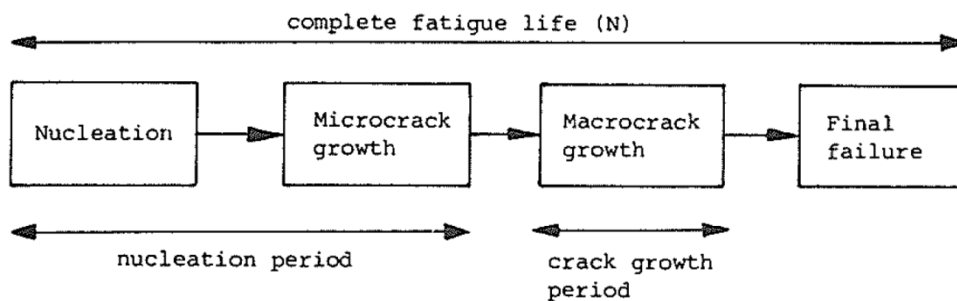 complete fatigue life (N)
Nucleation
Microcrack
growth
Macrocrack
growth
Final
failure
nucleation period
crack growth
period